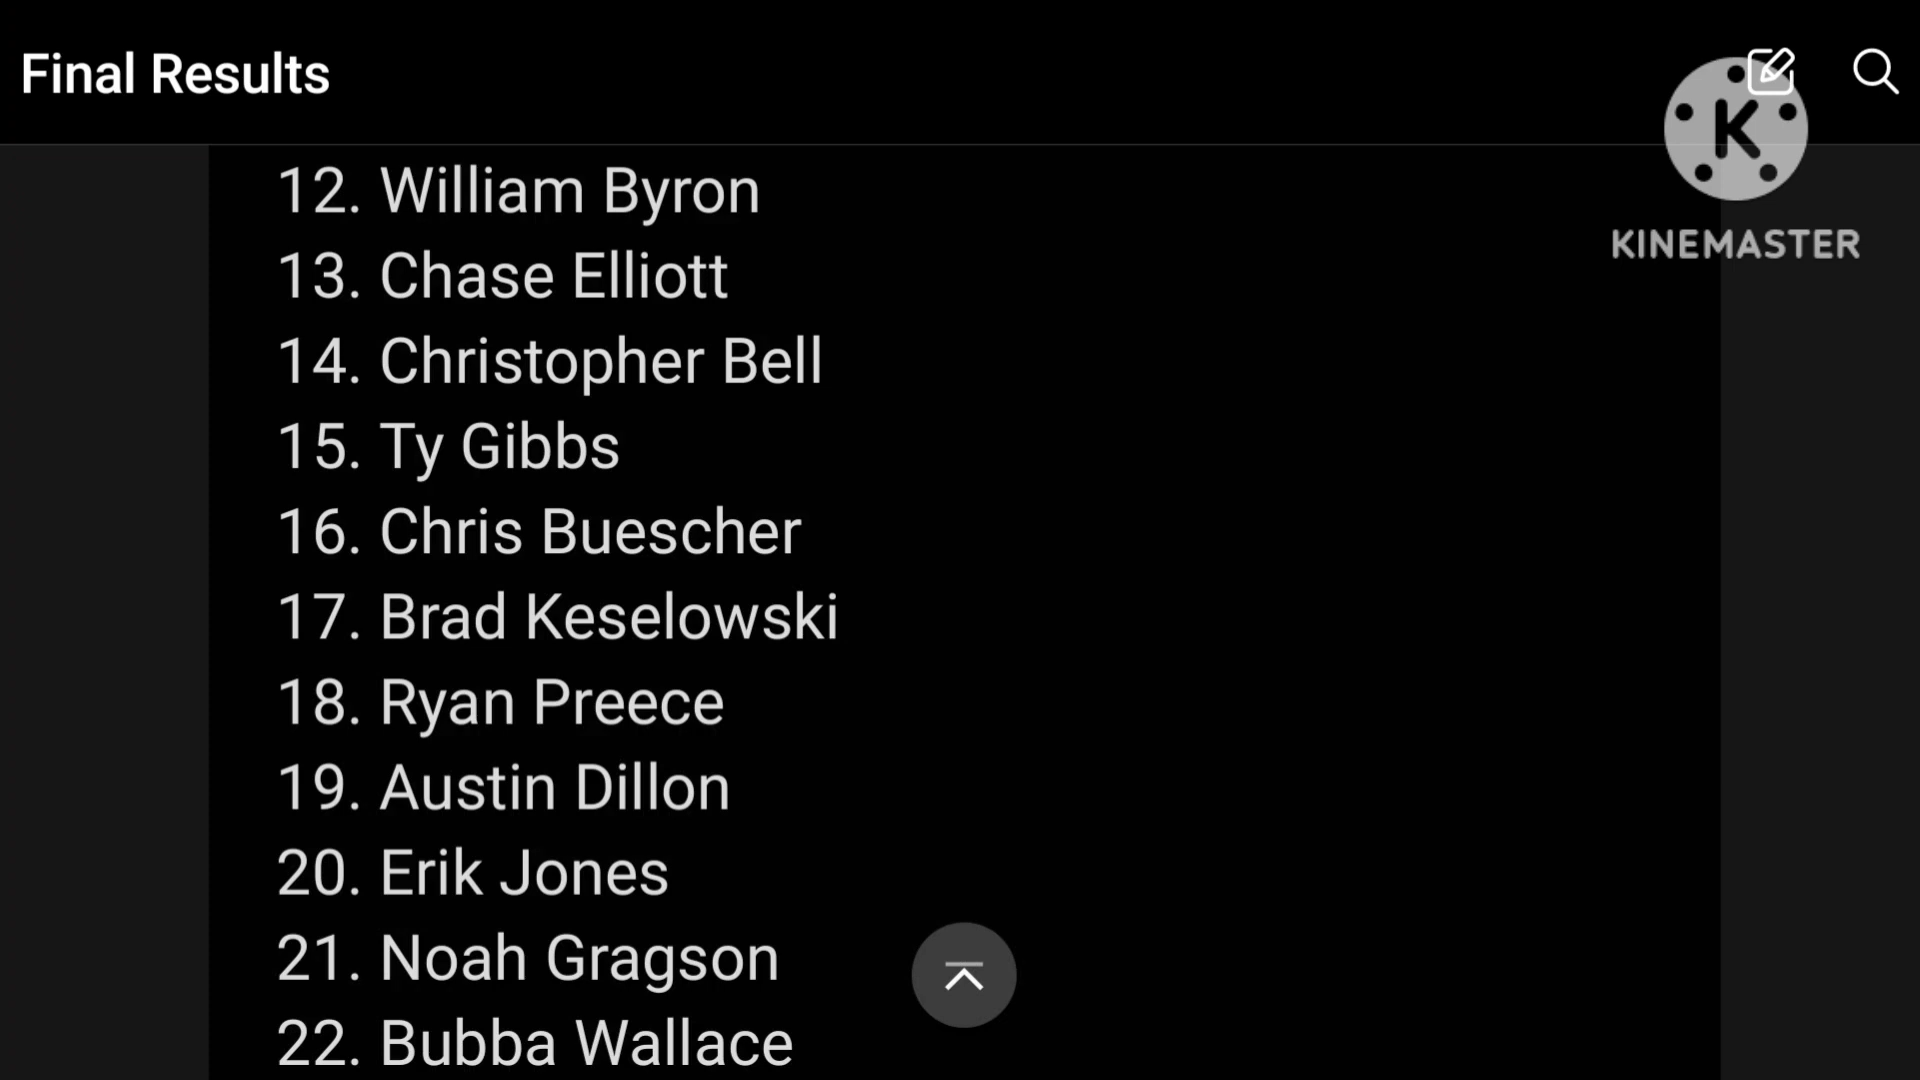 Final Results
K
KINEMASTER
12. William Byron
13. Chase Elliott
14. Christopher Bell
15. Ty Gibbs
16. Chris Buescher
17. Brad Keselowski
18. Ryan Preece
19. Austin Dillon
20. Erik Jones
21. Noah Gragson
22. Bubba Wallace